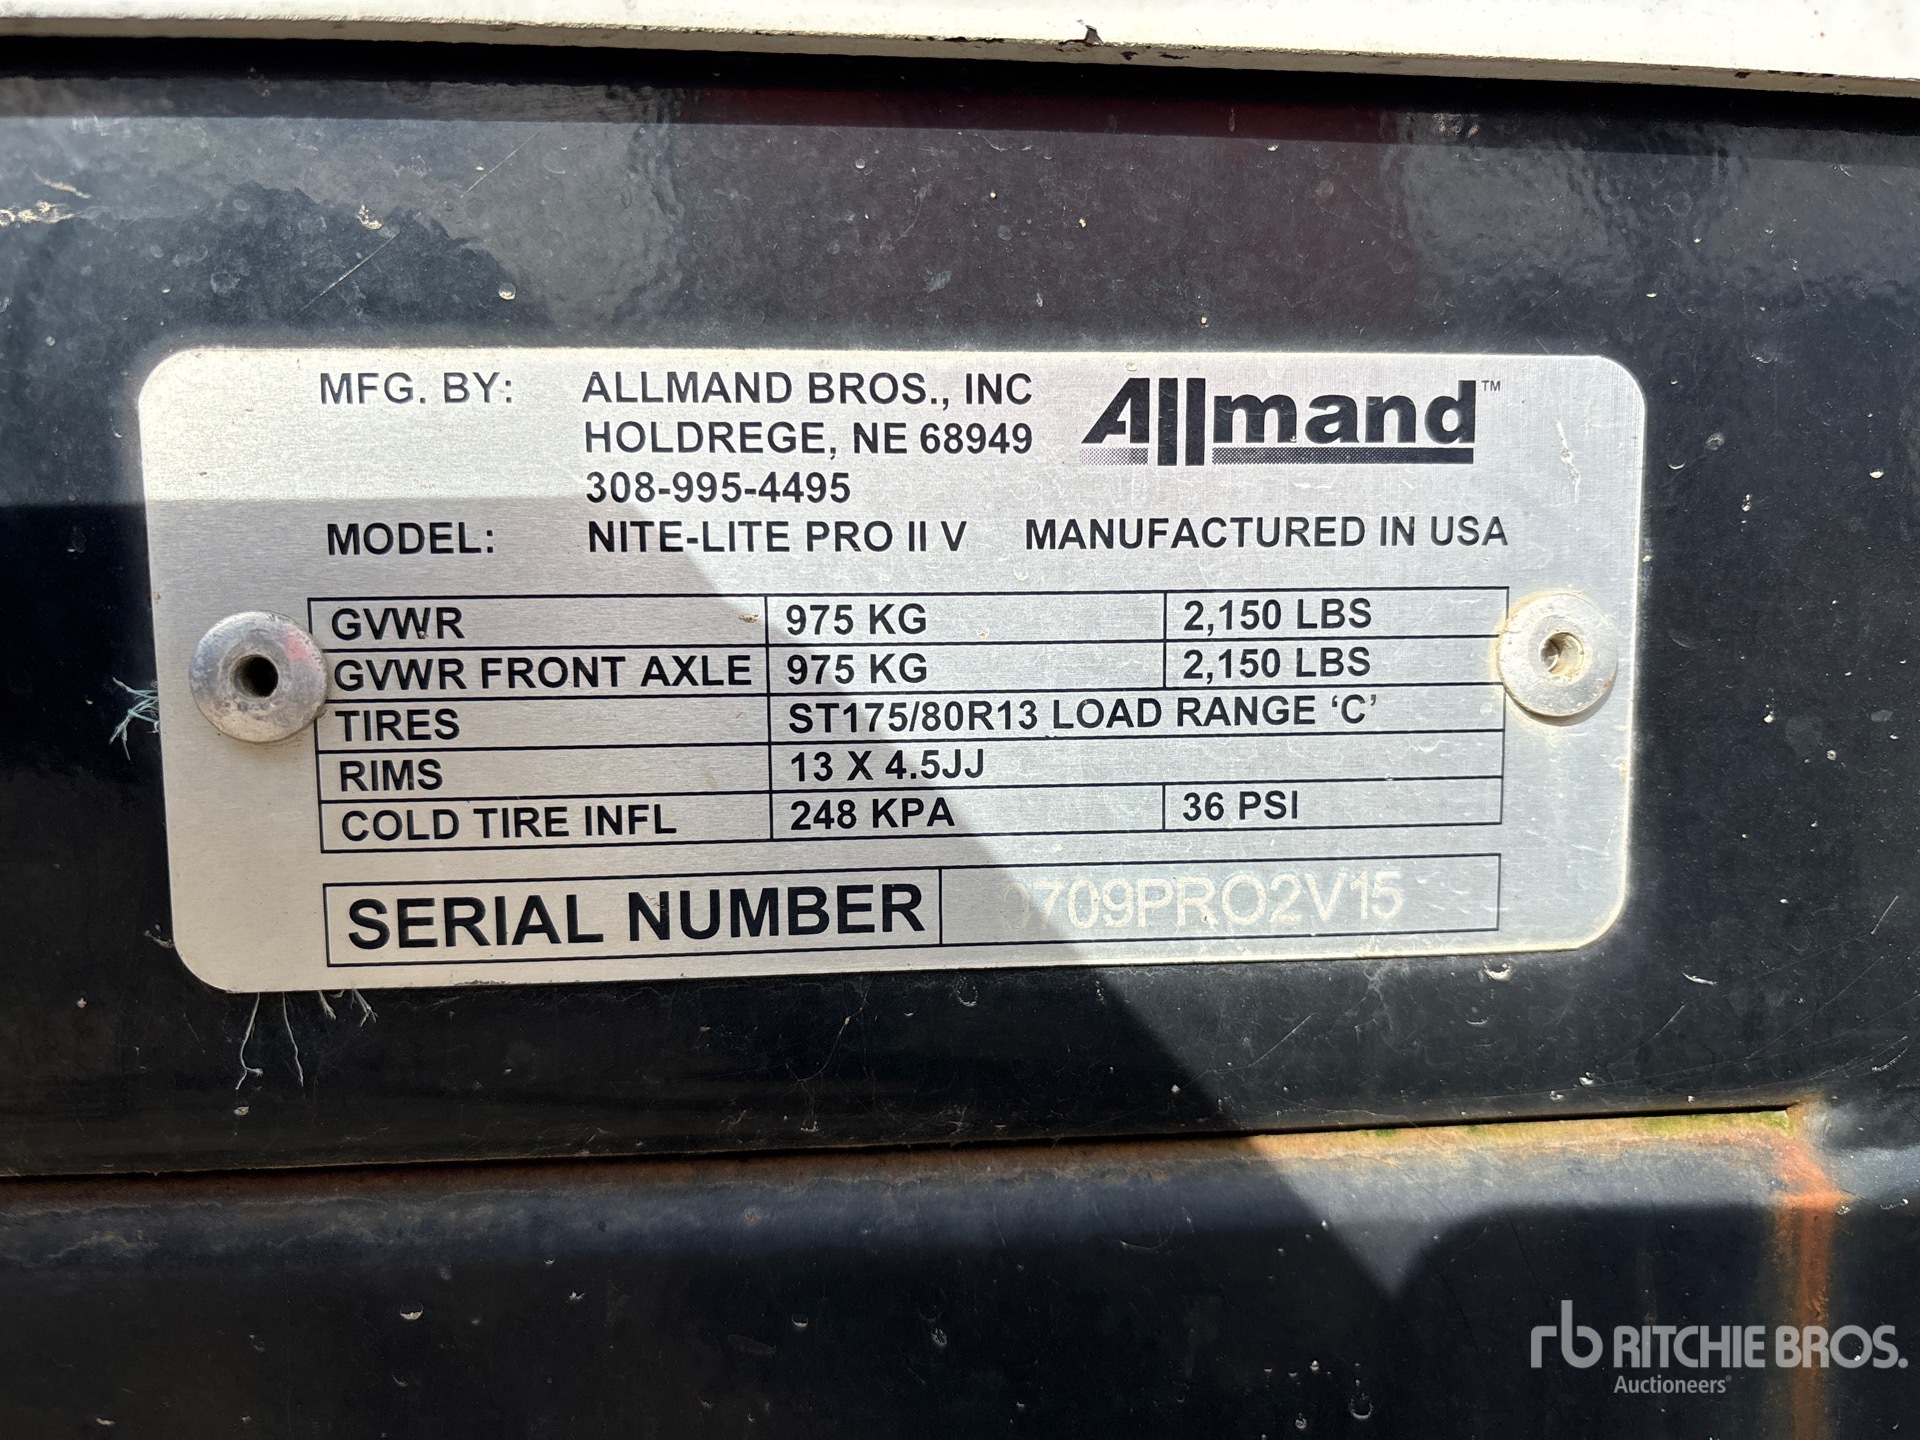 MFG. BY: ALLMAND BROS., INC
HOLDREGE, NE 68949
308-995-4495
Allmand™
MODEL: NITE-LITE PRO II V MANUFACTURED IN USA
GVWR 975 KG 2,150 LBS
GVWR FRONT AXLE 975 KG 2,150 LBS
TIRES ST175/80R13 LOAD RANGE ‘C’
RIMS 13 X 4.5JJ
COLD TIRE INFL 248 KPA 36 PSI
SERIAL NUMBER 0709PRO2V15
rb RITCHIE BROS.
Auctioneers